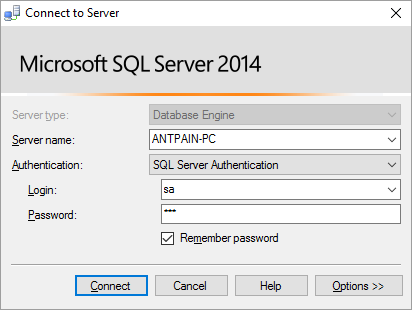 Connect to Server
Microsoft SQL Server 2014
Server type: Database Engine
Server name: ANTPAIN-PC
Authentication: SQL Server Authentication
Login: sa
Password: ***
Remember password
Connect Cancel Help Options >>